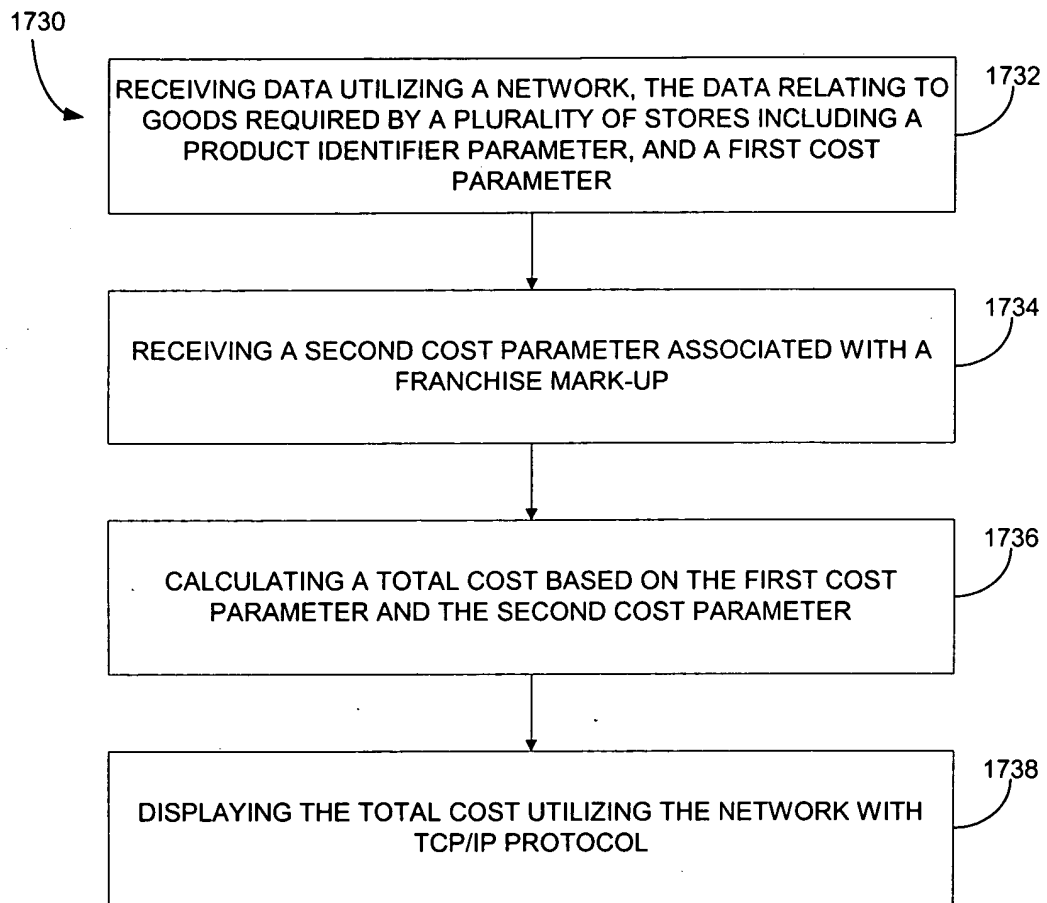 1730
RECEIVING DATA UTILIZING A NETWORK, THE DATA RELATING TO
GOODS REQUIRED BY A PLURALITY OF STORES INCLUDING A
PRODUCT IDENTIFIER PARAMETER, AND A FIRST COST
PARAMETER
1732
RECEIVING A SECOND COST PARAMETER ASSOCIATED WITH A
FRANCHISE MARK-UP
1734
CALCULATING A TOTAL COST BASED ON THE FIRST COST
PARAMETER AND THE SECOND COST PARAMETER
1736
DISPLAYING THE TOTAL COST UTILIZING THE NETWORK WITH
TCP/IP PROTOCOL
1738